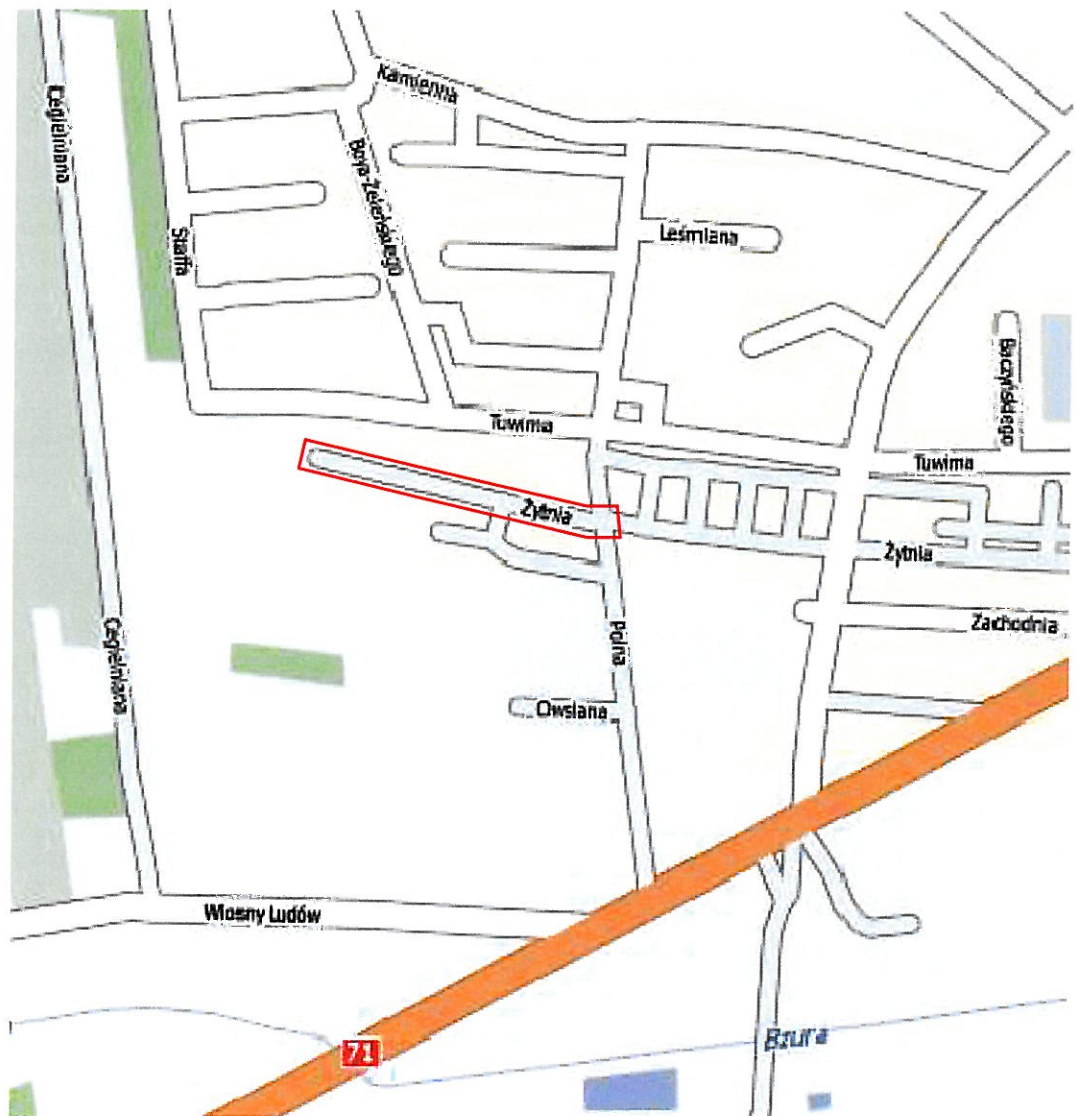 Kamienna
Cegielniana
Boya-Żeleńskiego
Staffa
Leśmiana
Baczyńskiego
Tuwima
Tuwima
Żytnia
Żytnia
Zachodnia
Polna
Cegielniana
Owsiana
Wiosny Ludów
Bzura
71